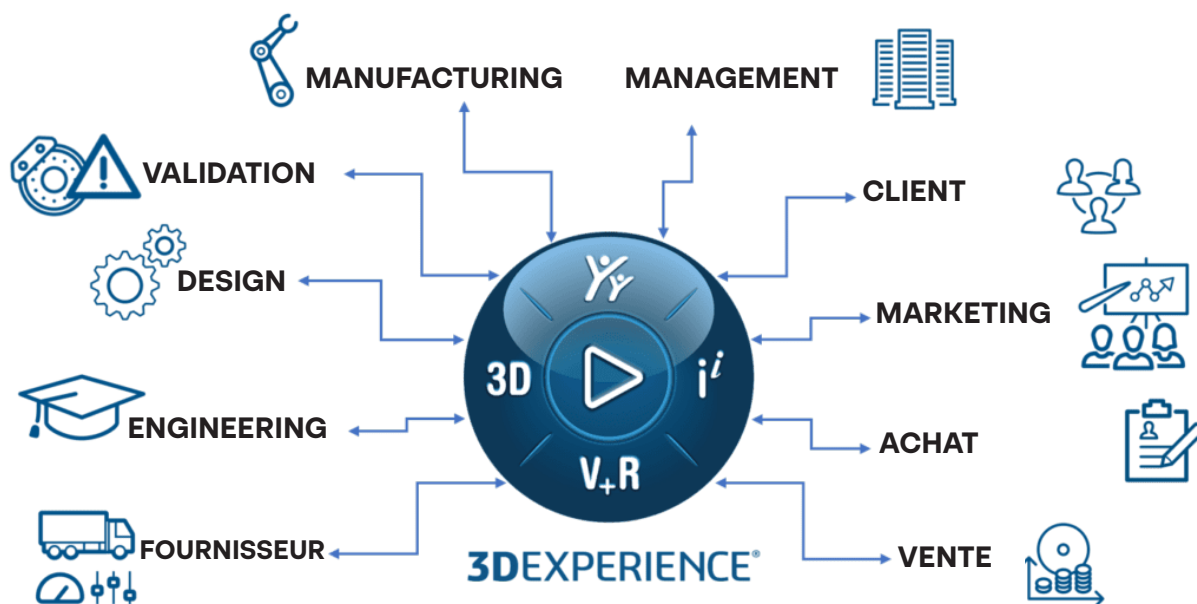 MANUFACTURING
MANAGEMENT
VALIDATION
CLIENT
DESIGN
MARKETING
3D
i i
ENGINEERING
ACHAT
V+R
FOURNISSEUR
3DEXPERIENCE®
VENTE